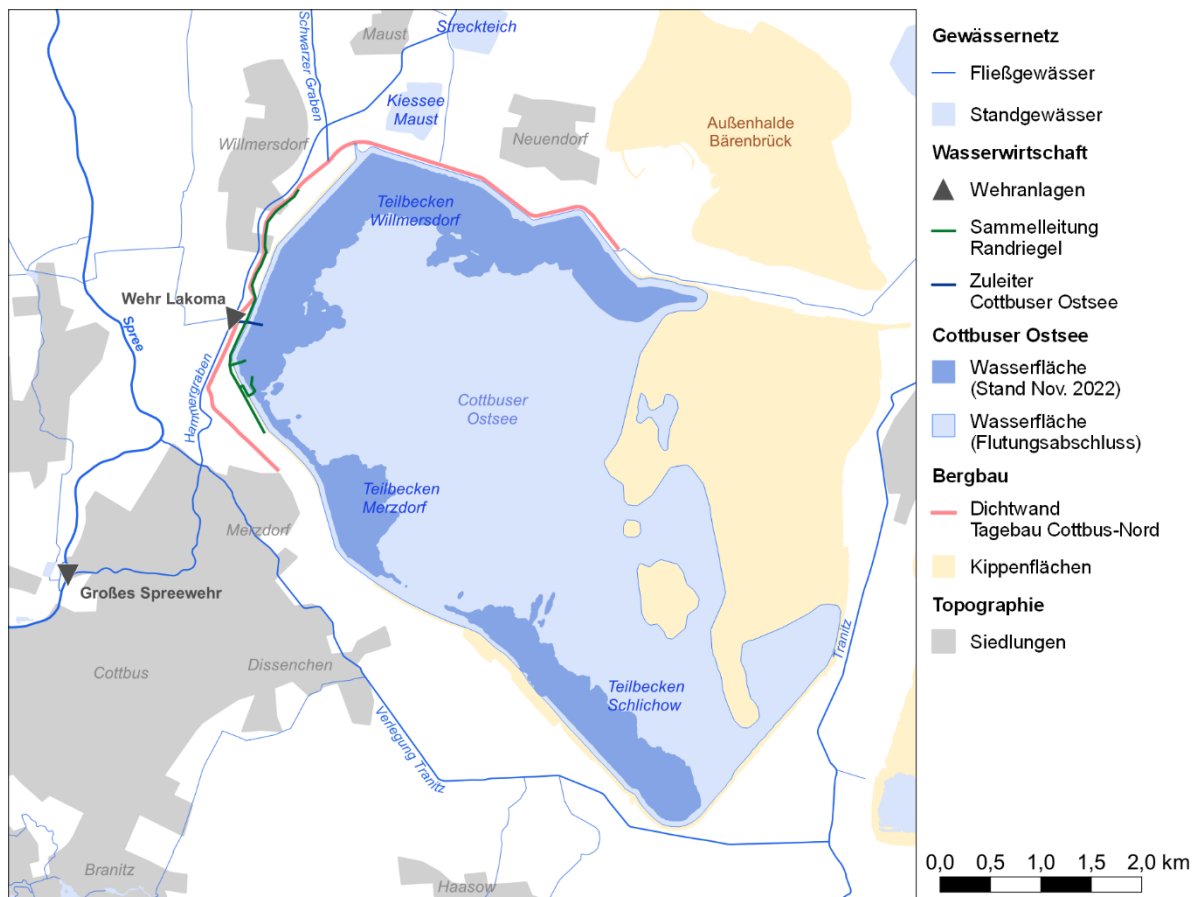 Maust
Streckteich
Schwarzer Graben
Kiessee
Maust
Willmersdorf
Neuendorf
Außenhalde
Bärenbrück
Teilbecken
Willmersdorf
Wehr Lakoma
Spree
Hammergraben
Cottbuser
Ostsee
Teilbecken
Merzdorf
Merzdorf
Großes Spreewehr
Cottbus
Dissenchen
Teilbecken
Schlichow
Tranitz
Verlegung Tranitz
Branitz
Haasow
Gewässernetz
Fließgewässer
Standgewässer
Wasserwirtschaft
Wehranlagen
Sammelleitung
Randriegel
Zuleiter
Cottbuser Ostsee
Cottbuser Ostsee
Wasserfläche
(Stand Nov. 2022)
Wasserfläche
(Flutungsabschluss)
Bergbau
Dichtwand
Tagebau Cottbus-Nord
Kippenflächen
Topographie
Siedlungen
0,0 0,5 1,0 1,5 2,0 km